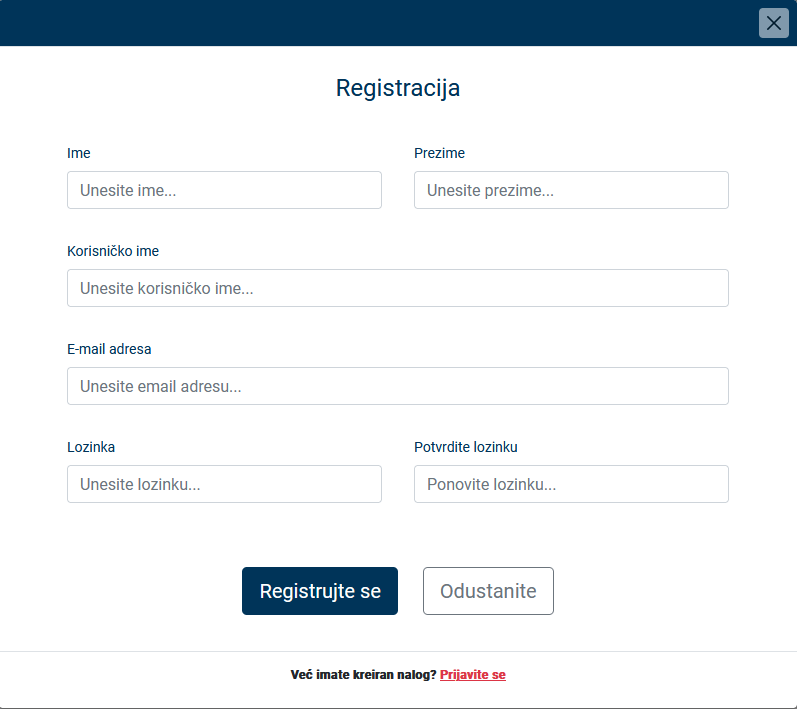 Registracija
Ime
Prezime
Unesite ime...
Unesite prezime...
Korisničko ime
Unesite korisničko ime...
E-mail adresa
Unesite email adresu...
Lozinka
Potvrdite lozinku
Unesite lozinku...
Ponovite lozinku...
Registrujte se
Odustanite
Već imate kreiran nalog? Prijavite se